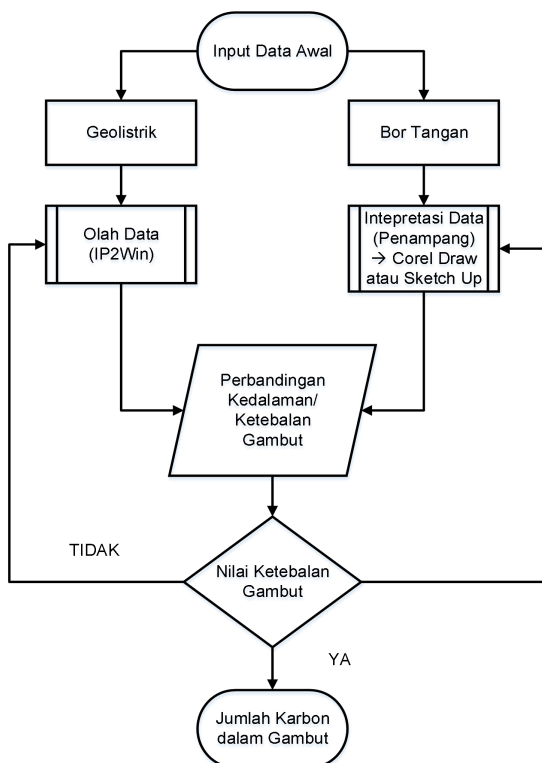 Input Data Awal
Geolistrik
Bor Tangan
Olah Data
(IP2Win)
Intepretasi Data
(Penampang)
→ Corel Draw
atau Sketch Up
Perbandingan
Kedalaman/
Ketebalan
Gambut
TIDAK
Nilai Ketebalan
Gambut
YA
Jumlah Karbon
dalam Gambut